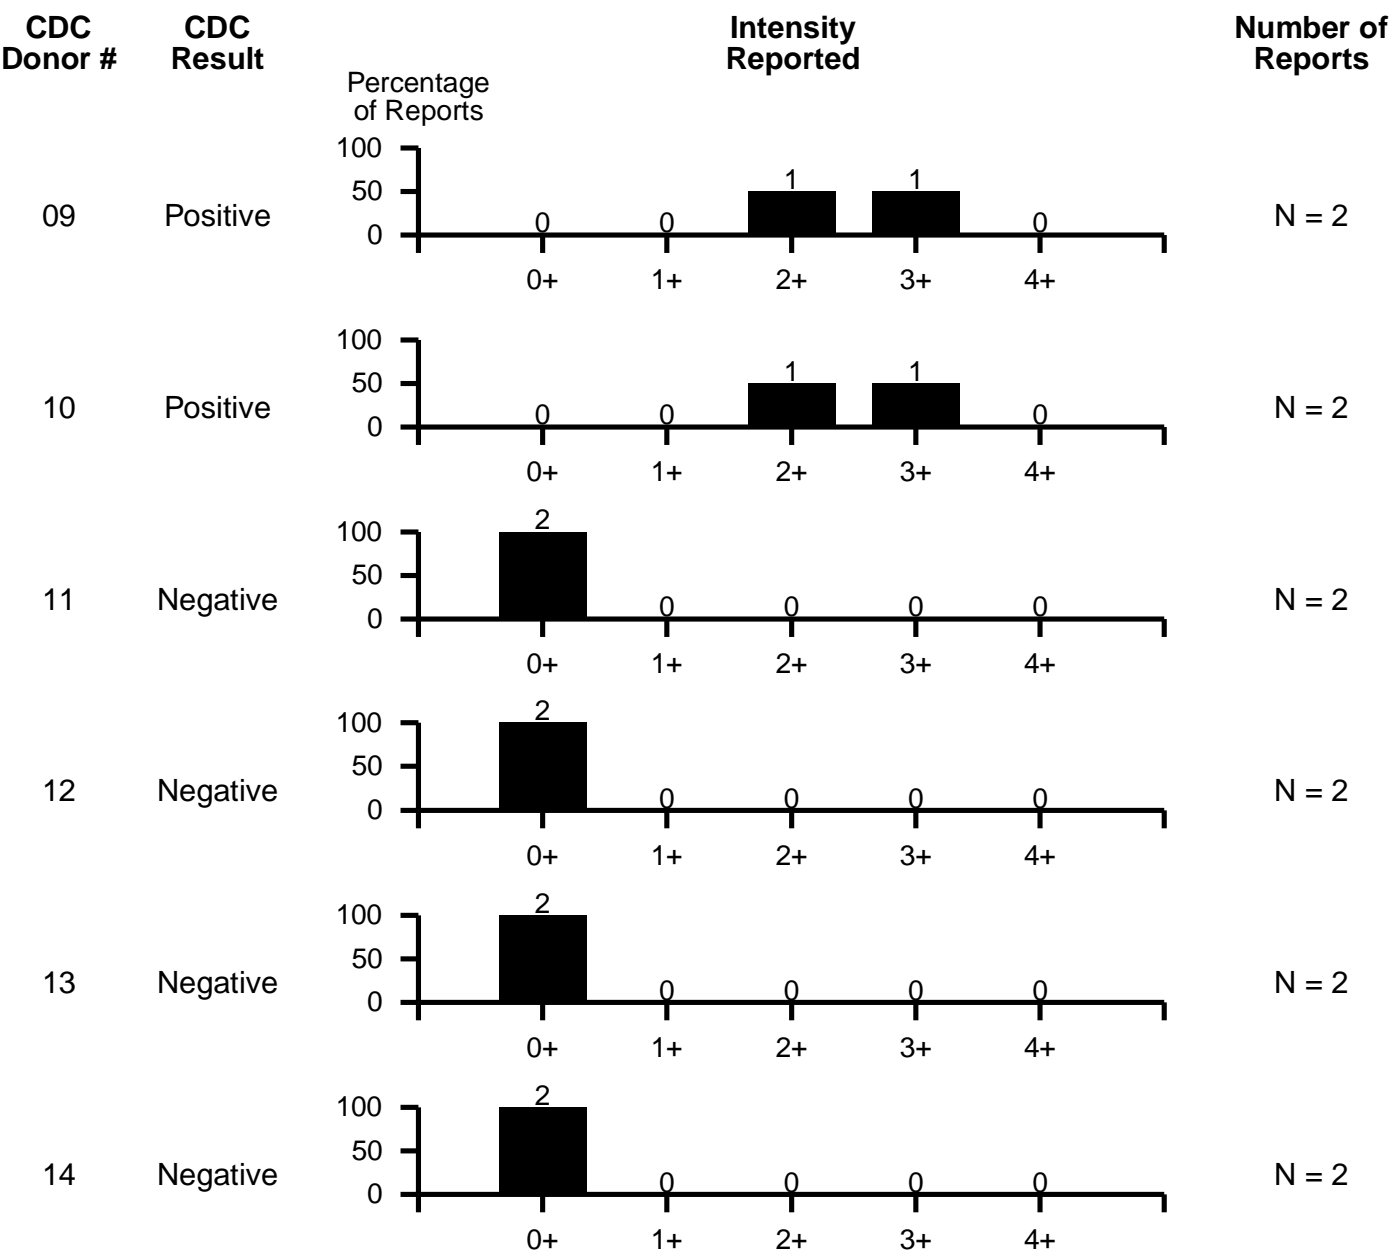 CDC CDC Intensity Number of
Donor # Result Reported Reports
Percentage
of Reports
100
1 1
50
09 Positive N = 2
0 0 0
0
0+ 1+ 2+ 3+ 4+
100
1 1
50
10 Positive N = 2
0 0 0
0
0+ 1+ 2+ 3+ 4+
2
100
50
11 Negative N = 2
0 0 0 0
0
0+ 1+ 2+ 3+ 4+
2
100
50
12 Negative N = 2
0 0 0 0
0
0+ 1+ 2+ 3+ 4+
2
100
50
13 Negative N = 2
0 0 0 0
0
0+ 1+ 2+ 3+ 4+
2
100
50
14 Negative N = 2
0 0 0 0
0
0+ 1+ 2+ 3+ 4+